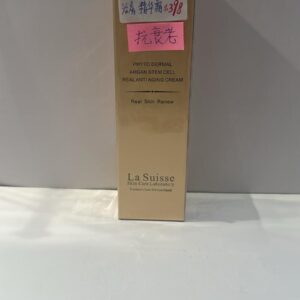 $398
抗衰老
PHYTO DERMAL
ARGAN STEM CELL
REAL ANTI AGING CREAM
Real Skin Renew
La Suisse
Skin Care Laboratory